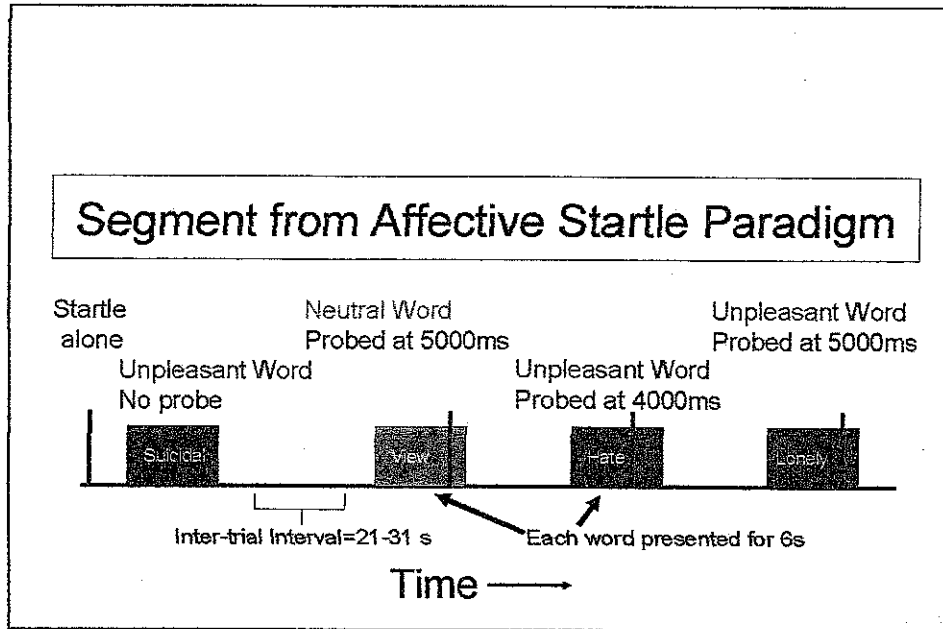 Segment from Affective Startle Paradigm
Startle
alone
Neutral Word
Probed at 5000ms
Unpleasant Word
Probed at 5000ms
Unpleasant Word
No probe
Unpleasant Word
Probed at 4000ms
Suicidal
View
Hate
Lonely
Inter-trial Interval=21-31 s
Each word presented for 6s
Time